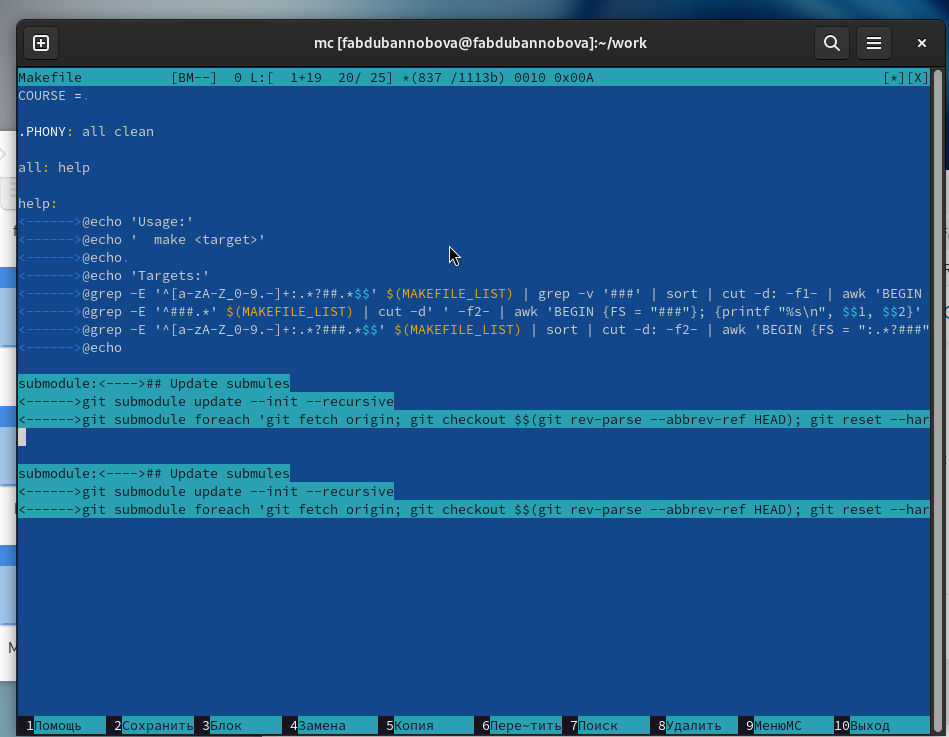 mc [fabdubannobova@fabdubannobova]:~/work
Makefile [BM--] 0 L:[ 1+19 20/ 25] *(837 /1113b) 0010 0x00A [*][X]
COURSE =.
.PHONY: all clean
all: help
help:
<------>@echo 'Usage:'
<------>@echo '  make <target>'
<------>@echo.
<------>@echo 'Targets:'
<------>@grep -E '^[a-zA-Z_0-9.-]+:.*?##.*$$' $(MAKEFILE_LIST) | grep -v '###' | sort | cut -d: -f1- | awk 'BEGIN
<------>@grep -E '^###.*' $(MAKEFILE_LIST) | cut -d' ' -f2- | awk 'BEGIN {FS = "###"}; {printf "%s\n", $$1, $$2}'
<------>@grep -E '^[a-zA-Z_0-9.-]+:.*?###.*$$' $(MAKEFILE_LIST) | sort | cut -d: -f2- | awk 'BEGIN {FS = ":.*?###"
<------>@echo
submodule:<---->## Update submules
<------>git submodule update --init --recursive
<------>git submodule foreach 'git fetch origin; git checkout $$(git rev-parse --abbrev-ref HEAD); git reset --har
submodule:<---->## Update submules
<------>git submodule update --init --recursive
<------>git submodule foreach 'git fetch origin; git checkout $$(git rev-parse --abbrev-ref HEAD); git reset --har
1Помощь 2Сохранить 3Блок 4Замена 5Копия 6Пере~тить 7Поиск 8Удалить 9МенюMC 10Выход